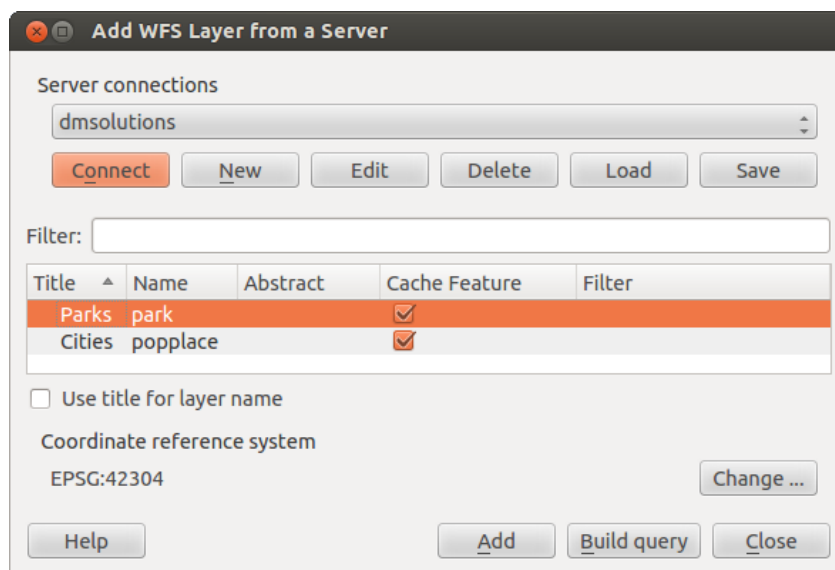 Add WFS Layer from a Server
Server connections
dmsolutions
Connect New Edit Delete Load Save
Filter:
Title Name Abstract Cache Feature Filter
Parks park
Cities popplace
Use title for layer name
Coordinate reference system
EPSG:42304
Change ...
Help Add Build query Close